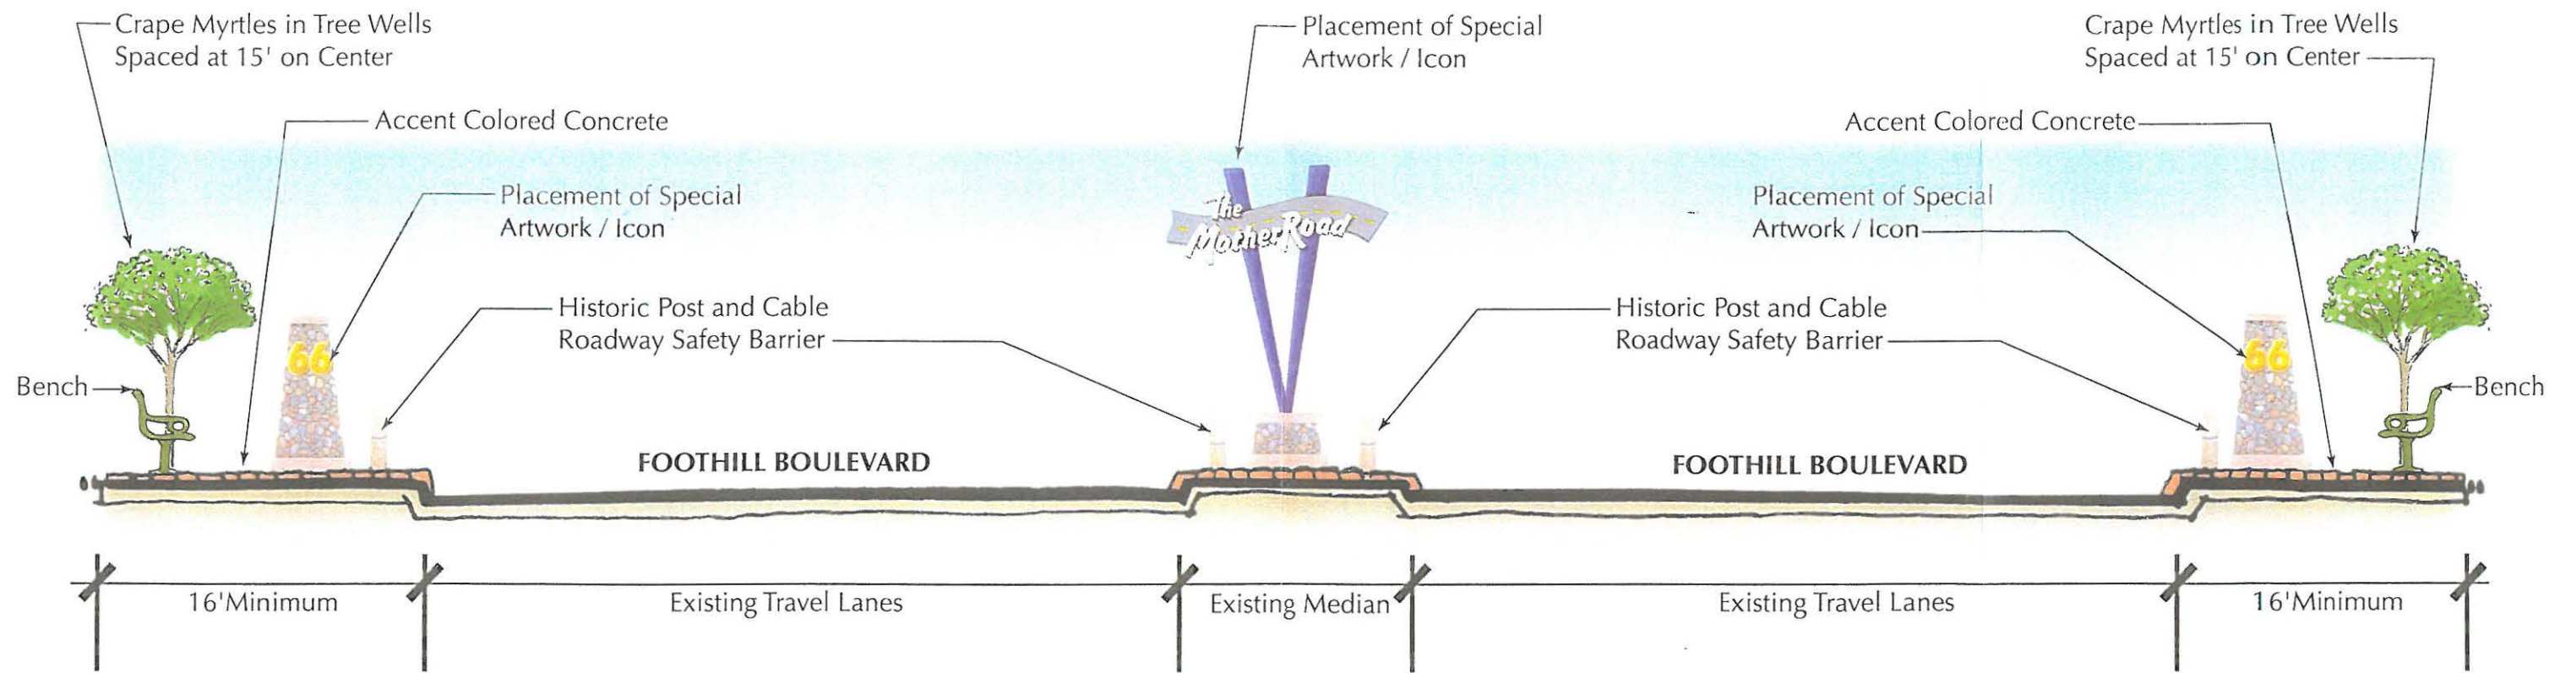 Crape Myrtles in Tree Wells
Spaced at 15' on Center
Placement of Special
Artwork / Icon
Crape Myrtles in Tree Wells
Spaced at 15' on Center
Accent Colored Concrete
Accent Colored Concrete
Placement of Special
Artwork / Icon
The
Mother Road
Placement of Special
Artwork / Icon
Historic Post and Cable
Roadway Safety Barrier
Historic Post and Cable
Roadway Safety Barrier
66
66
Bench
Bench
FOOTHILL BOULEVARD
FOOTHILL BOULEVARD
16'Minimum
Existing Travel Lanes
Existing Median
Existing Travel Lanes
16'Minimum